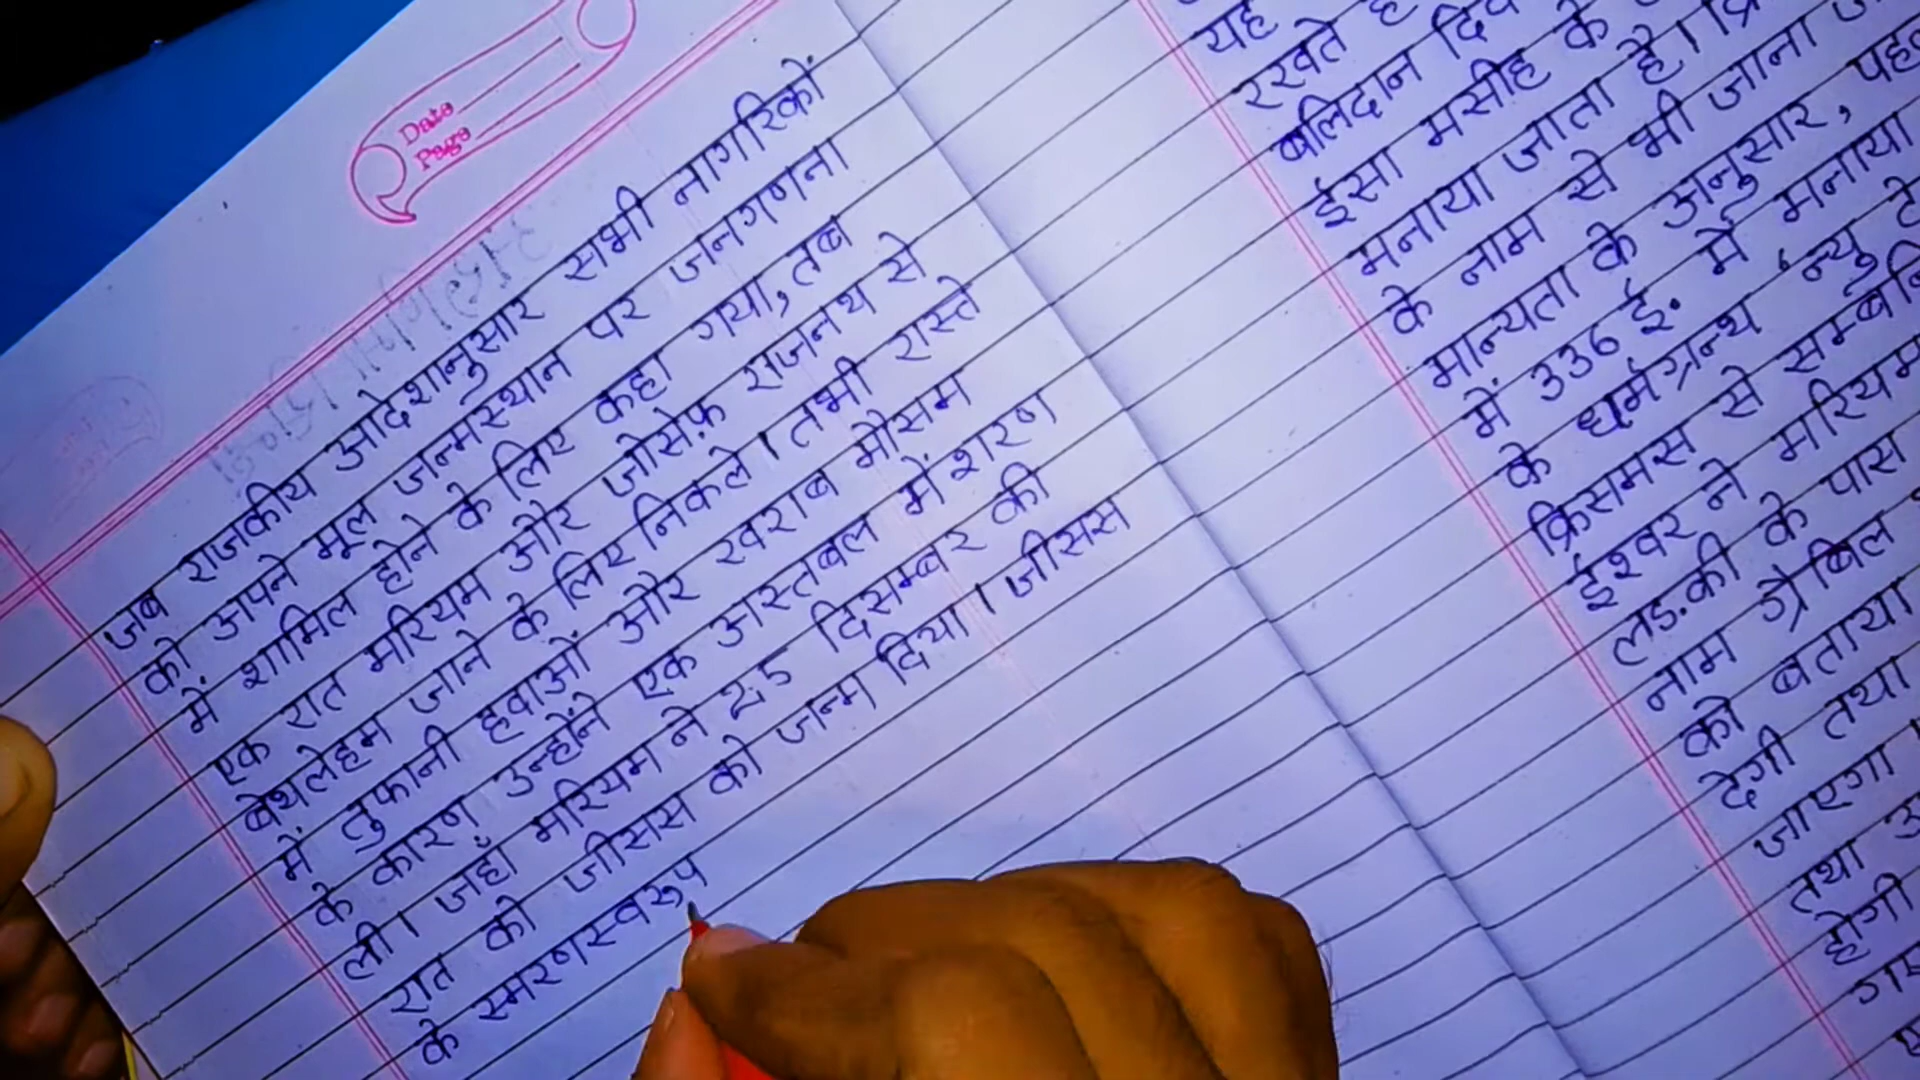 Date
Page
जब राजकीय आदेशानुसार सभी नागरिकों
को अपने मूल जन्मस्थान पर जनगणना
में शामिल होने के लिए कहा गया, तब
एक रात मरियम और जोसेफ़ राजनथ से
बेथलेहम जाने के लिए निकले। तभी रास्ते
में तुफानी हवाओं और खराब मौसम
के कारण उन्होंने एक अस्तबल में शरण
ली। जहाँ मरियम ने 25 दिसम्बर की
रात को जीसस को जन्म दिया। जीसस
के स्मरणस्वरूप
यह
रखते
बलिदान
ईसा मसीह के
मनाया जाता है।
के नाम से भी जाना
मान्यता के अनुसार,
में 336 ई. में मनाया
के धर्मग्रन्थ 'न्यु
क्रिसमस से
ईश्वर ने मरियम
लड़की के पास
नाम ग्रैबिल
को बताया
देगी तथा
जाएगा।
तथा
होगी